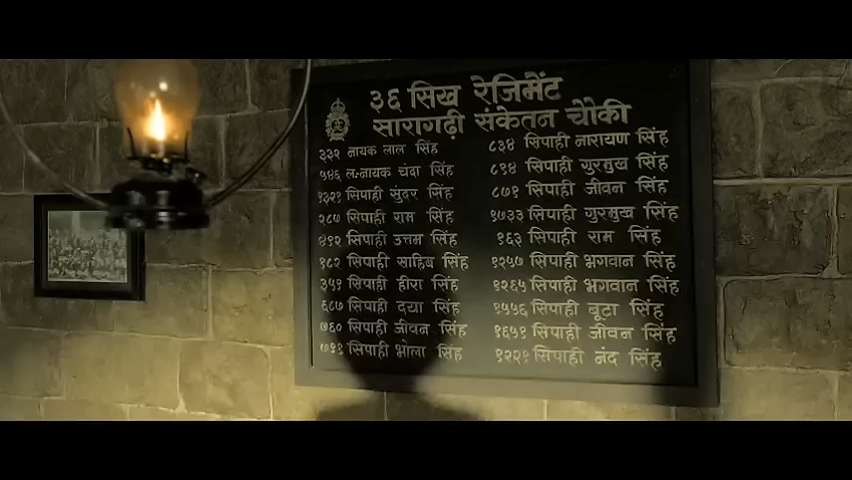 ३६ सिख रेजिमेंट
सारागढ़ी संकेतन चौकी
३३२ नायक लाल सिंह
५४६ ल.नायक चंदा सिंह
१३२१ सिपाही सुंदर सिंह
२८७ सिपाही राम सिंह
४९२ सिपाही उत्तम सिंह
१८२ सिपाही साहिब सिंह
३५९ सिपाही हीरा सिंह
६८७ सिपाही दया सिंह
७६० सिपाही जीवन सिंह
७९१ सिपाही भोला सिंह
८३४ सिपाही नारायण सिंह
८१४ सिपाही गुरमुख सिंह
८७१ सिपाही जीवन सिंह
१७३३ सिपाही गुरमुख सिंह
१६३ सिपाही राम सिंह
१२५७ सिपाही भगवान सिंह
१२६५ सिपाही भगवान सिंह
१५५६ सिपाही बूटा सिंह
१६५१ सिपाही जीवन सिंह
१२२१ सिपाही नंद सिंह